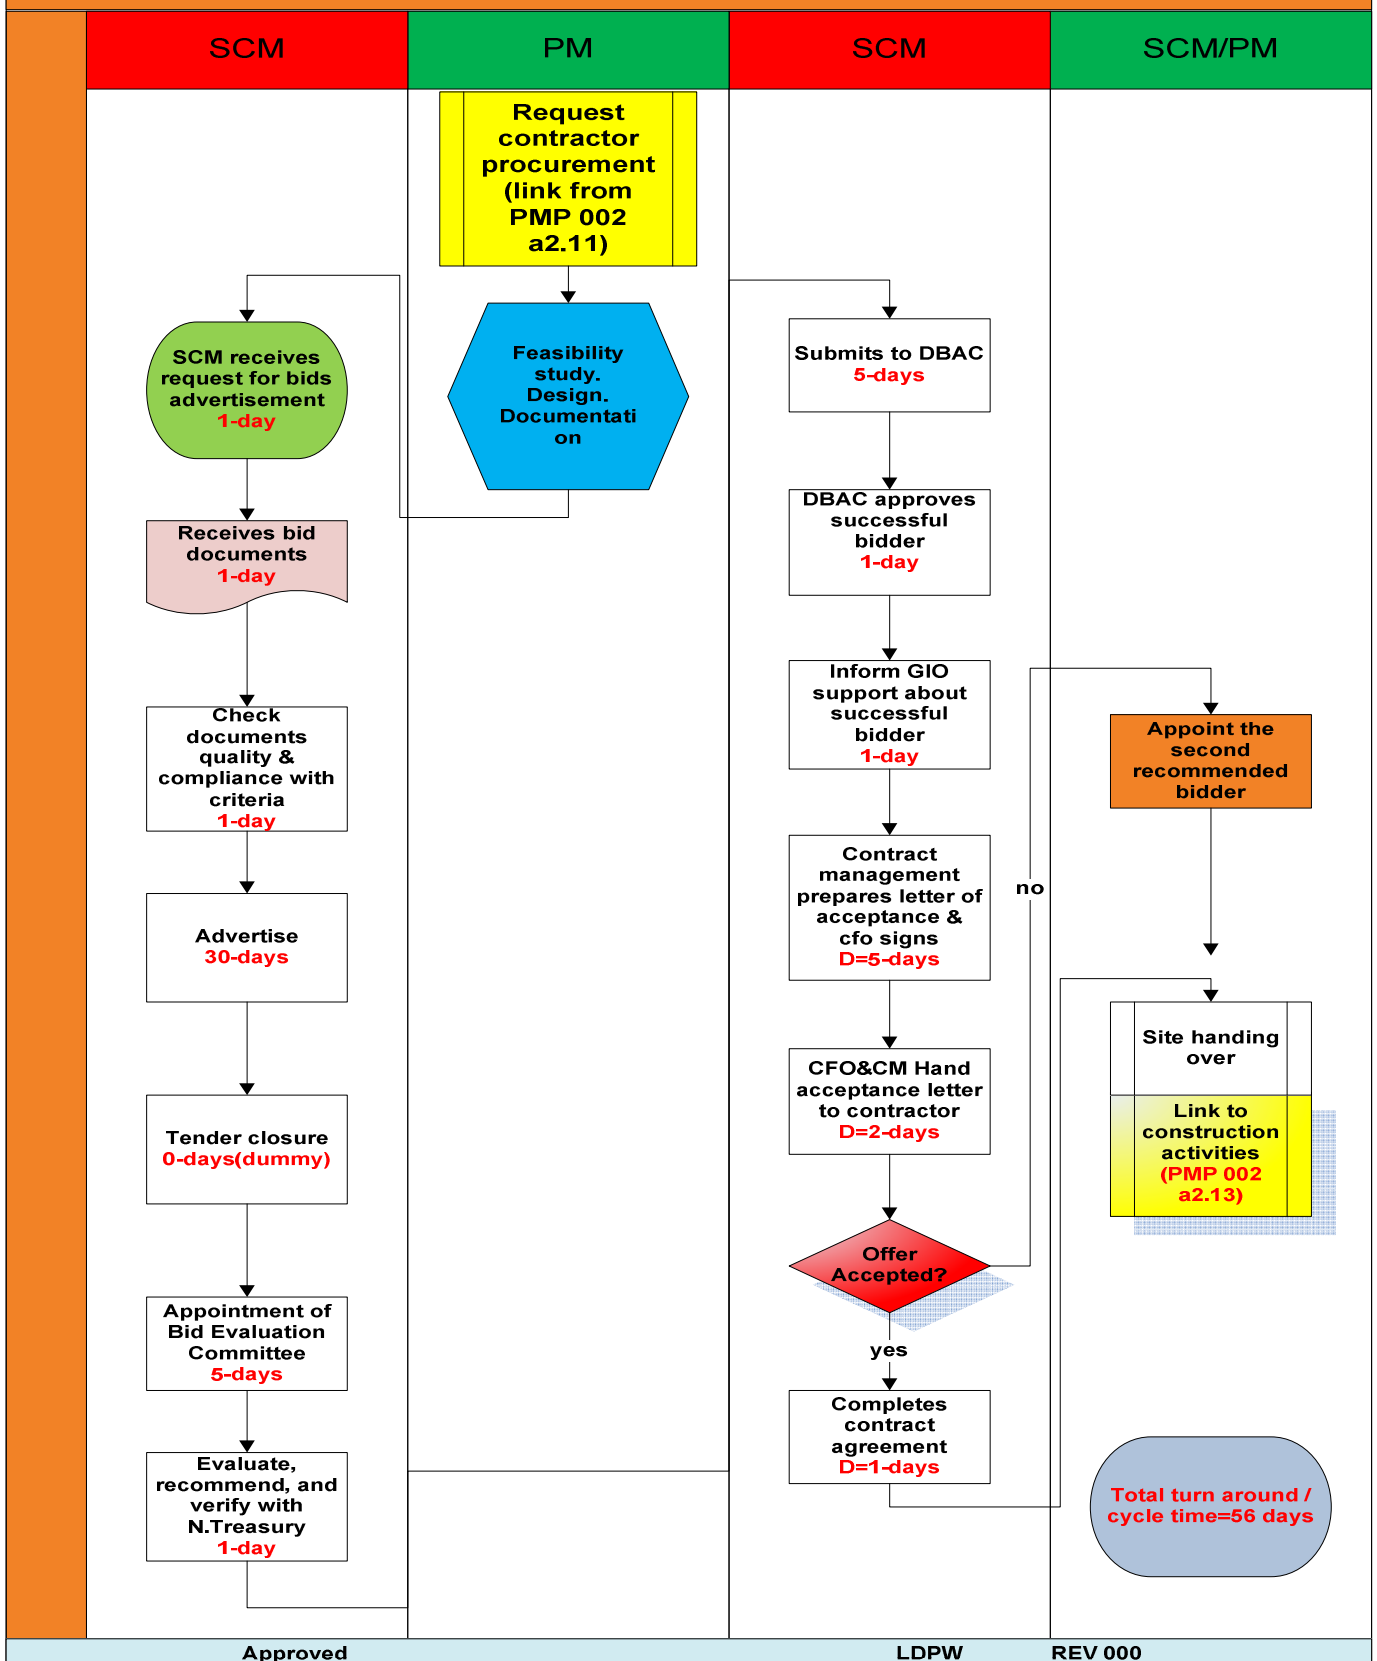 SCM
PM
SCM
SCM/PM
Request
contractor
procurement
(link from
PMP 002
a2.11)
Feasibility
study.
Design.
Documentati
on
SCM receives
request for bids
advertisement
1-day
Receives bid
documents
1-day
Check
documents
quality &
compliance with
criteria
1-day
Advertise
30-days
Tender closure
0-days(dummy)
Appointment of
Bid Evaluation
Committee
5-days
Evaluate,
recommend, and
verify with
N.Treasury
1-day
Submits to DBAC
5-days
DBAC approves
successful
bidder
1-day
Inform GIO
support about
successful
bidder
1-day
Contract
management
prepares letter of
acceptance &
cfo signs
D=5-days
CFO&CM Hand
acceptance letter
to contractor
D=2-days
Offer
Accepted?
yes
no
Completes
contract
agreement
D=1-days
Appoint the
second
recommended
bidder
Site handing
over
Link to
construction
activities
(PMP 002
a2.13)
Total turn around /
cycle time=56 days
Approved
LDPW
REV 000